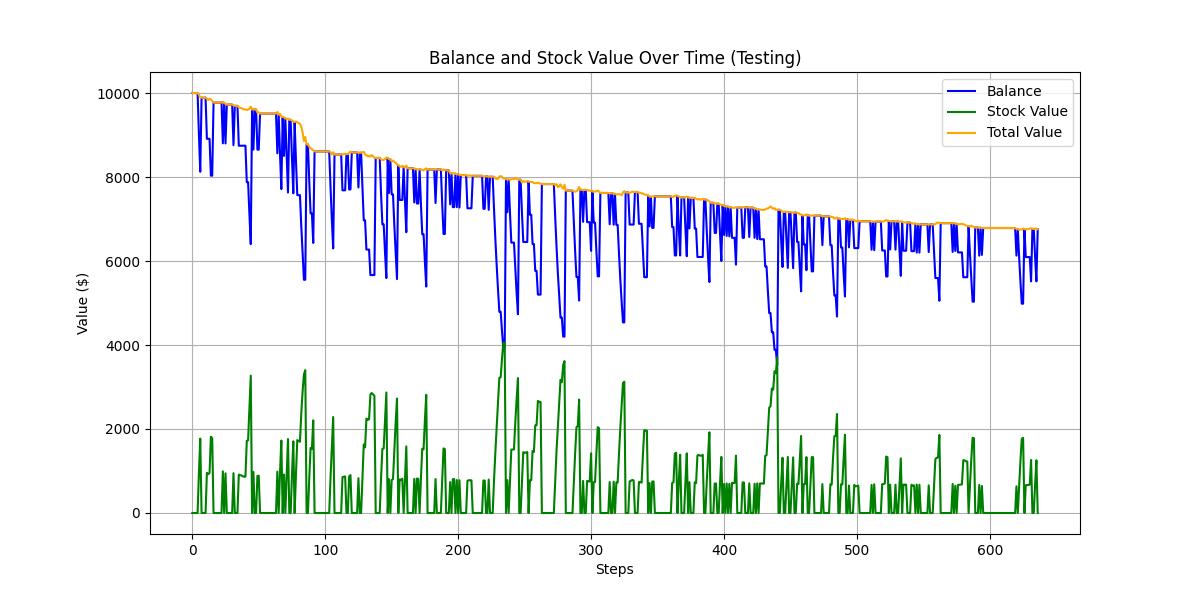 Balance and Stock Value Over Time (Testing)
Balance
Stock Value
Total Value
Value ($)
10000
8000
6000
4000
2000
0
0 100 200 300 400 500 600
Steps